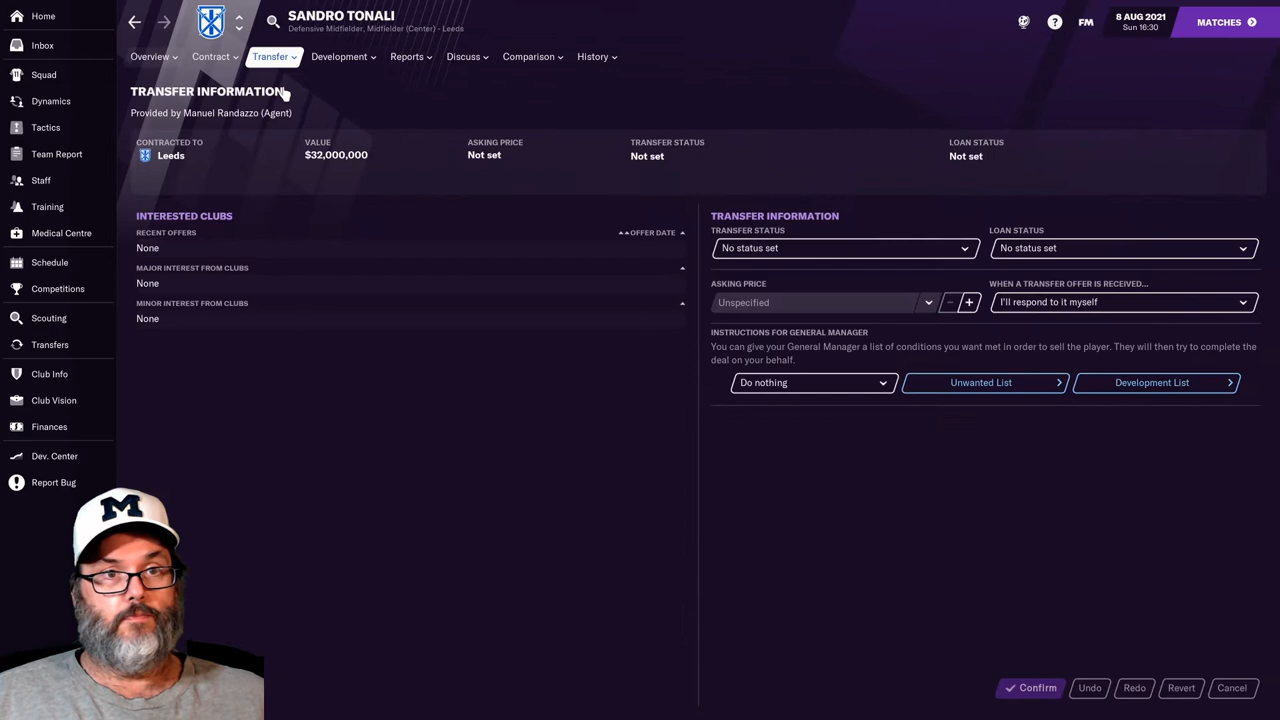 Home
Inbox
Squad
Dynamics
Tactics
Team Report
Staff
Training
Medical Centre
Schedule
Competitions
Scouting
Transfers
Club Info
Club Vision
Finances
Dev. Center
Report Bug
SANDRO TONALI
Defensive Midfielder, Midfielder (Center) - Leeds
? FM
8 AUG 2021
Sun 16:30
MATCHES
Overview Contract Transfer Development Reports Discuss Comparison History
TRANSFER INFORMATION
Provided by Manuel Randazzo (Agent)
CONTRACTED TO VALUE ASKING PRICE TRANSFER STATUS LOAN STATUS
Leeds $32,000,000 Not set Not set Not set
INTERESTED CLUBS
RECENT OFFERS OFFER DATE
None
MAJOR INTEREST FROM CLUBS
None
MINOR INTEREST FROM CLUBS
None
TRANSFER INFORMATION
TRANSFER STATUS LOAN STATUS
No status set No status set
ASKING PRICE WHEN A TRANSFER OFFER IS RECEIVED...
Unspecified - + I'll respond to it myself
INSTRUCTIONS FOR GENERAL MANAGER
You can give your General Manager a list of conditions you want met in order to sell the player. They will then try to complete the
deal on your behalf.
Do nothing Unwanted List Development List
Confirm Undo Redo Revert Cancel
M